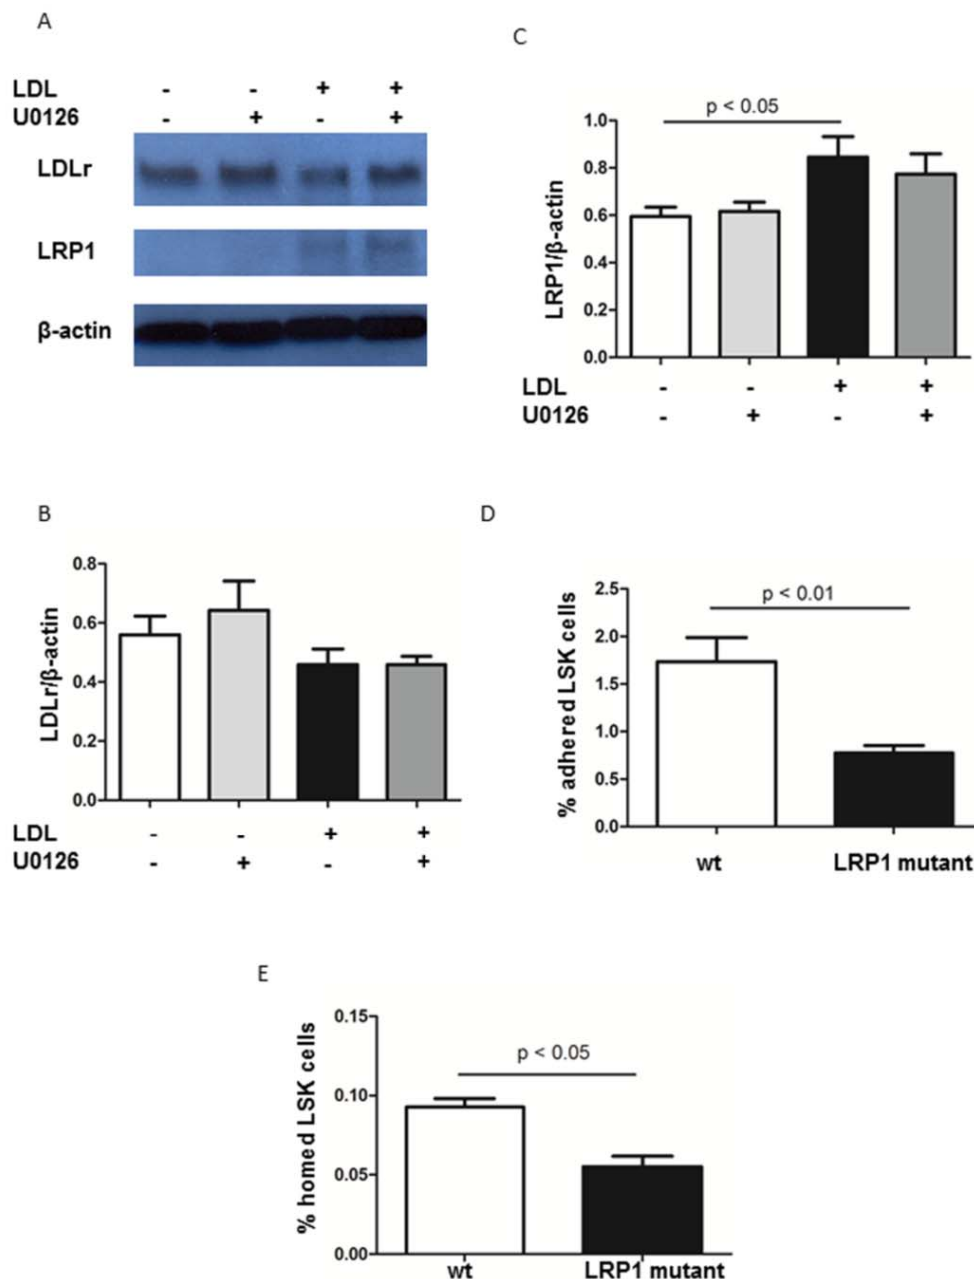 A
LDL - - + +
U0126 - + - +
LDLr
LRP1
β-actin
C
p < 0.05
LRP1/β-actin
1.0
0.8
0.6
0.4
0.2
0.0
LDL - - + +
U0126 - + - +
B
LDLr/β-actin
0.8
0.6
0.4
0.2
0.0
LDL - - + +
U0126 - + - +
D
p < 0.01
% adhered LSK cells
2.5
2.0
1.5
1.0
0.5
0.0
wt LRP1 mutant
E
p < 0.05
% homed LSK cells
0.15
0.10
0.05
0.00
wt LRP1 mutant